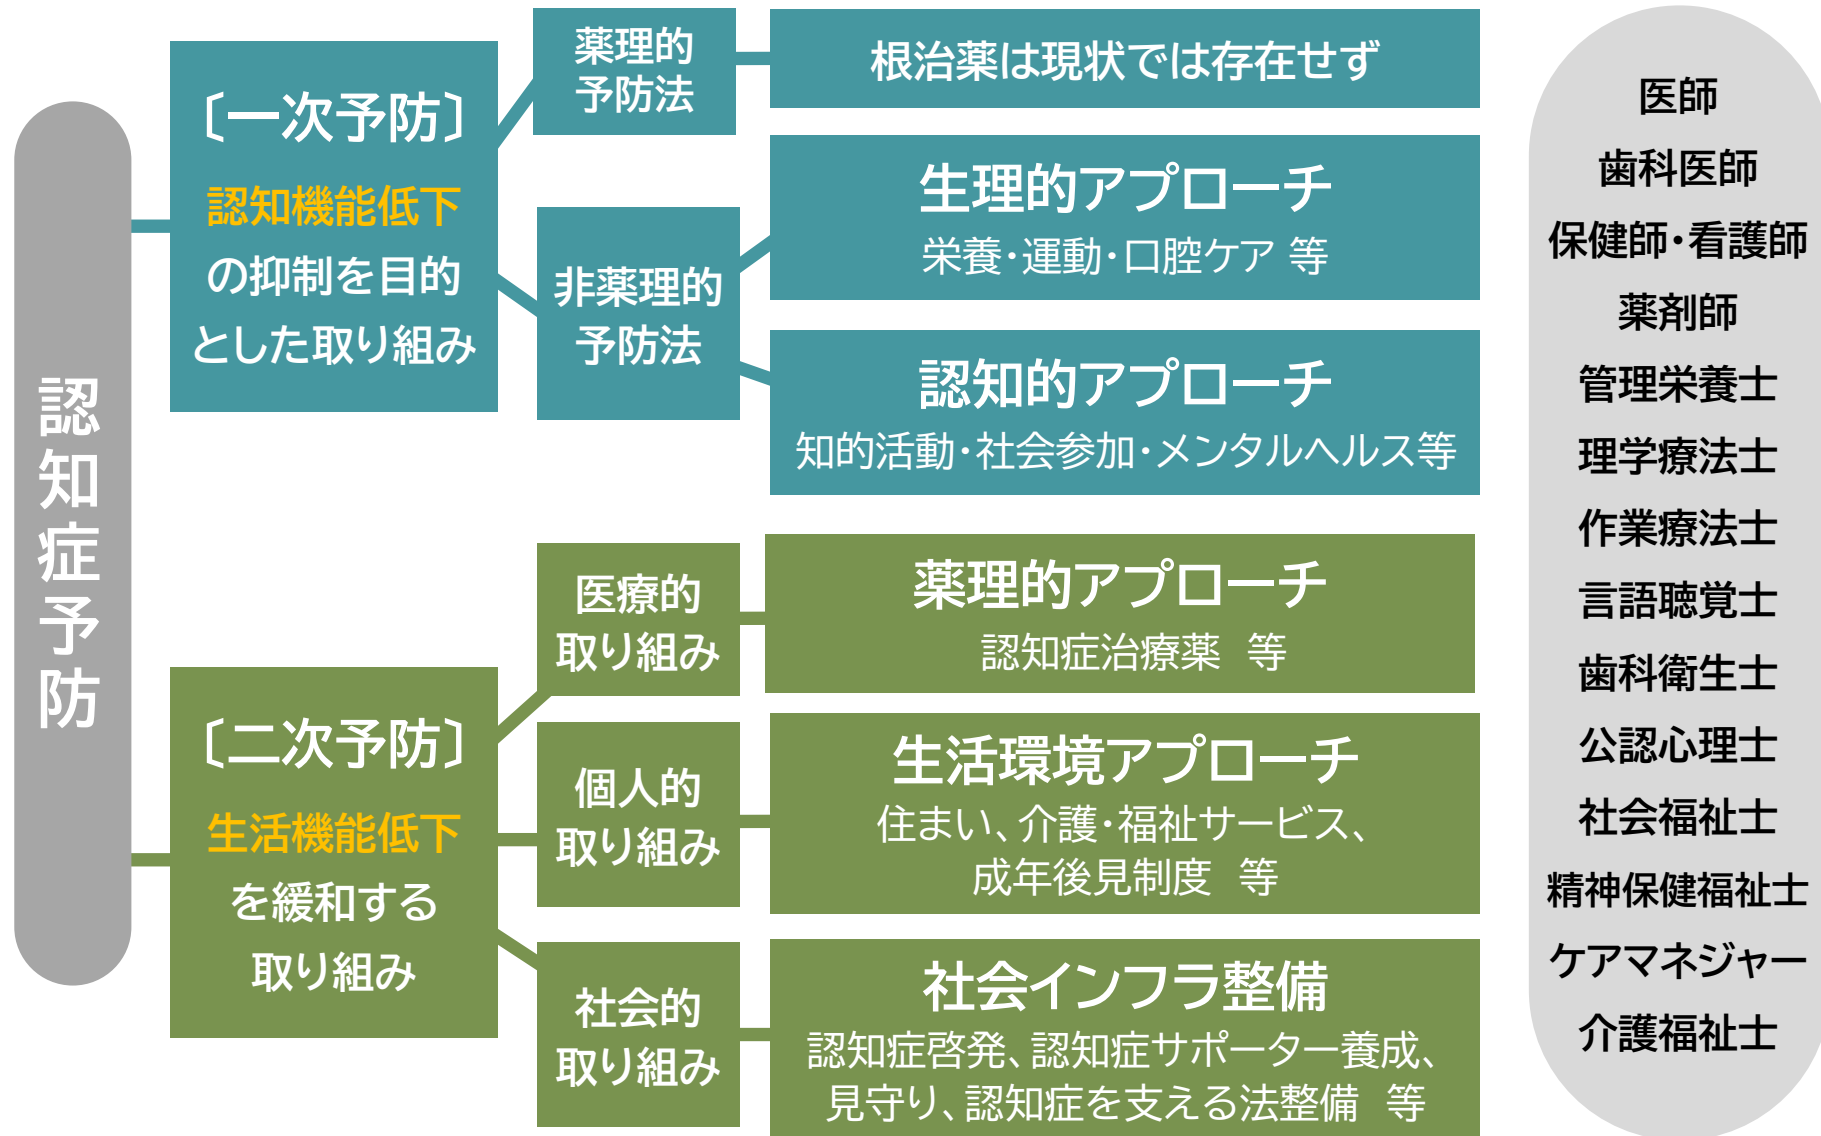 認知症予防
〔一次予防〕
認知機能低下
の抑制を目的
とした取り組み
薬理的
予防法
根治薬は現状では存在せず
非薬理的
予防法
生理的アプローチ
栄養・運動・口腔ケア 等
認知的アプローチ
知的活動・社会参加・メンタルヘルス等
〔二次予防〕
生活機能低下
を緩和する
取り組み
医療的
取り組み
薬理的アプローチ
認知症治療薬　等
個人的
取り組み
生活環境アプローチ
住まい、介護・福祉サービス、
成年後見制度　等
社会的
取り組み
社会インフラ整備
認知症啓発、認知症サポーター養成、
見守り、認知症を支える法整備　等
医師
歯科医師
保健師・看護師
薬剤師
管理栄養士
理学療法士
作業療法士
言語聴覚士
歯科衛生士
公認心理士
社会福祉士
精神保健福祉士
ケアマネジャー
介護福祉士